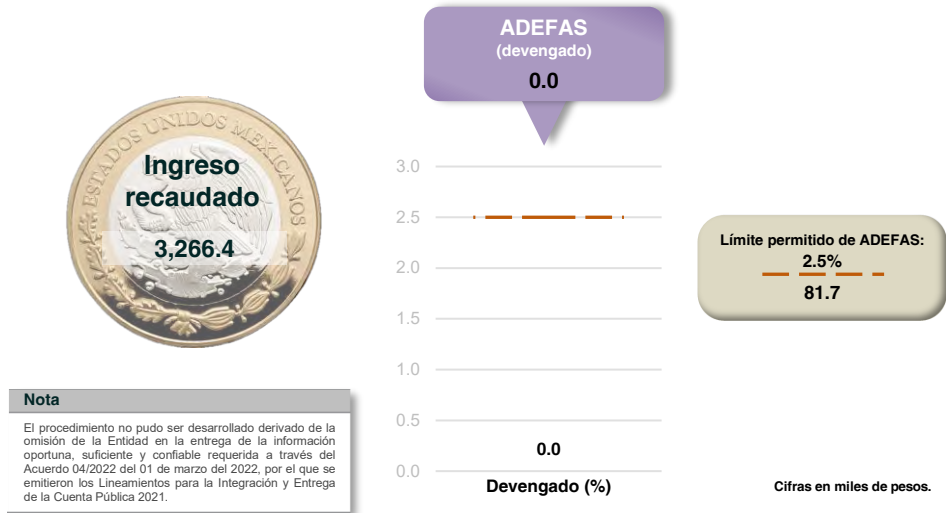 ADEFAS
(devengado)
0.0
ESTADOS UNIDOS MEXICANOS
Ingreso
recaudado
3,266.4
3.0
2.5
2.0
1.5
1.0
0.5
0.0
0.0
Devengado (%)
Límite permitido de ADEFAS:
2.5%
81.7
Nota
El procedimiento no pudo ser desarrollado derivado de la
omisión de la Entidad en la entrega de la información
oportuna, suficiente y confiable requerida a través del
Acuerdo 04/2022 del 01 de marzo del 2022, por el que se
emitieron los Lineamientos para la Integración y Entrega
de la Cuenta Pública 2021.
Cifras en miles de pesos.